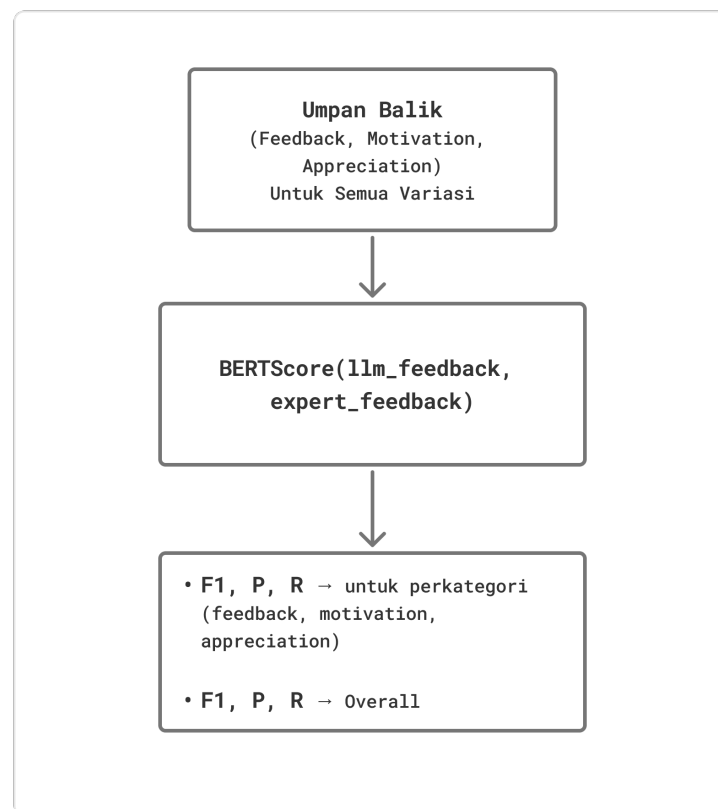 Umpan Balik
(Feedback, Motivation,
Appreciation)
Untuk Semua Variasi
BERTScore(llm_feedback,
expert_feedback)
• F1, P, R → untuk perkategori
(feedback, motivation,
appreciation)
• F1, P, R → Overall